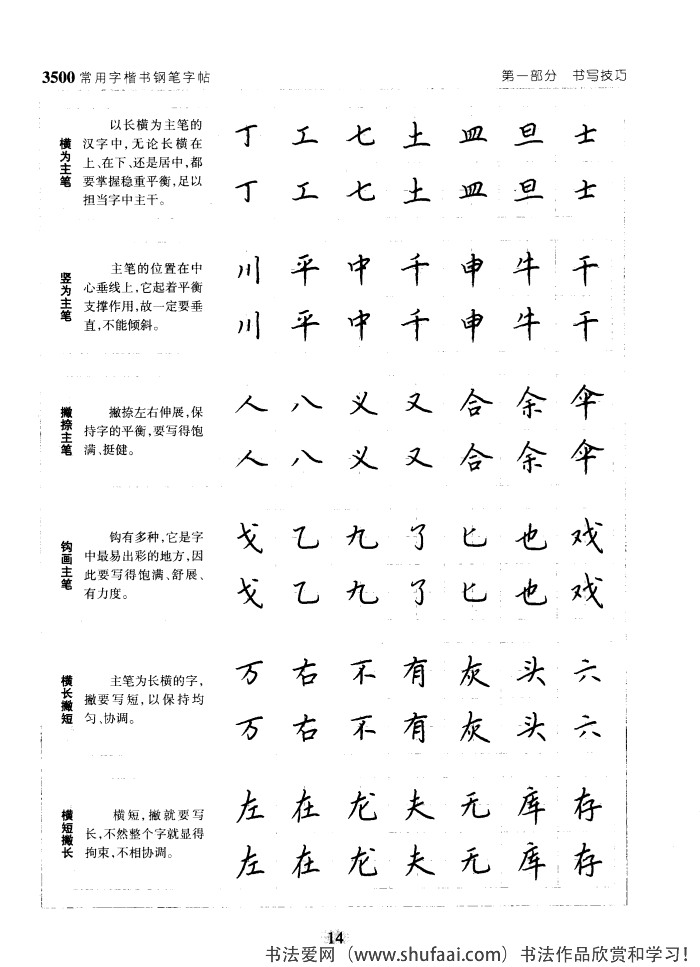 3500 常用字楷书钢笔字帖
第一部分 书写技巧
横为主笔
以长横为主笔的
汉字中，无论长横在
上、在下、还是居中，都
要掌握稳重平衡，足以
担当字中主干。
丁 工 七 土 皿 旦 士
丁 工 七 土 皿 旦 士
竖为主笔
主笔的位置在中
心垂线上，它起着平衡
支撑作用，故一定要垂
直，不能倾斜。
川 平 中 千 申 牛 干
川 平 中 千 申 牛 干
撇捺主笔
撇捺左右伸展，保
持字的平衡，要写得饱
满、挺健。
人 八 义 又 合 余 伞
人 八 义 又 合 余 伞
钩画主笔
钩有多种，它是字
中最易出彩的地方，因
此要写得饱满、舒展、
有力度。
戈 乙 九 了 匕 也 戏
戈 乙 九 了 匕 也 戏
横长撇短
主笔为长横的字，
撇要写短，以保持均
匀、协调。
万 右 不 有 灰 头 六
万 右 不 有 灰 头 六
横短撇长
横短，撇就要写
长，不然整个字就显得
拘束，不相协调。
左 在 龙 夫 无 库 存
左 在 龙 夫 无 库 存
14
书法爱网（www.shufaai.com）书法作品欣赏和学习！